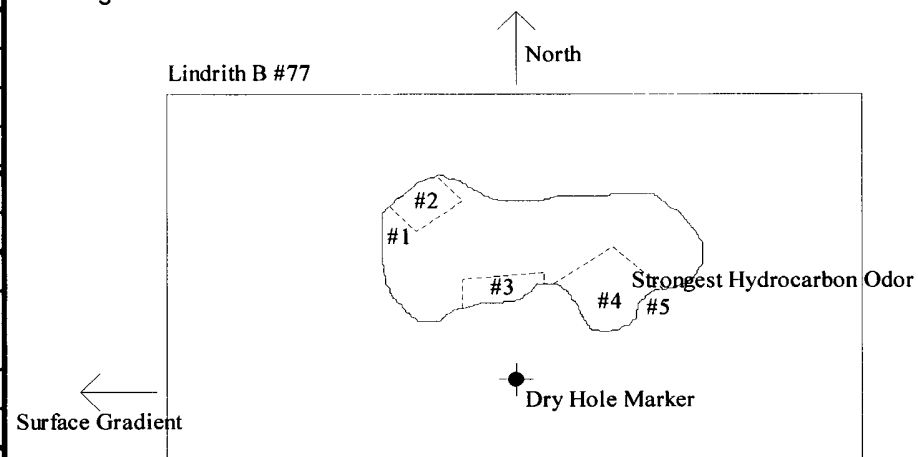 North
Lindrith B #77
#2
#1
Strongest Hydrocarbon Odor
#3
#4
#5
Dry Hole Marker
Surface Gradient